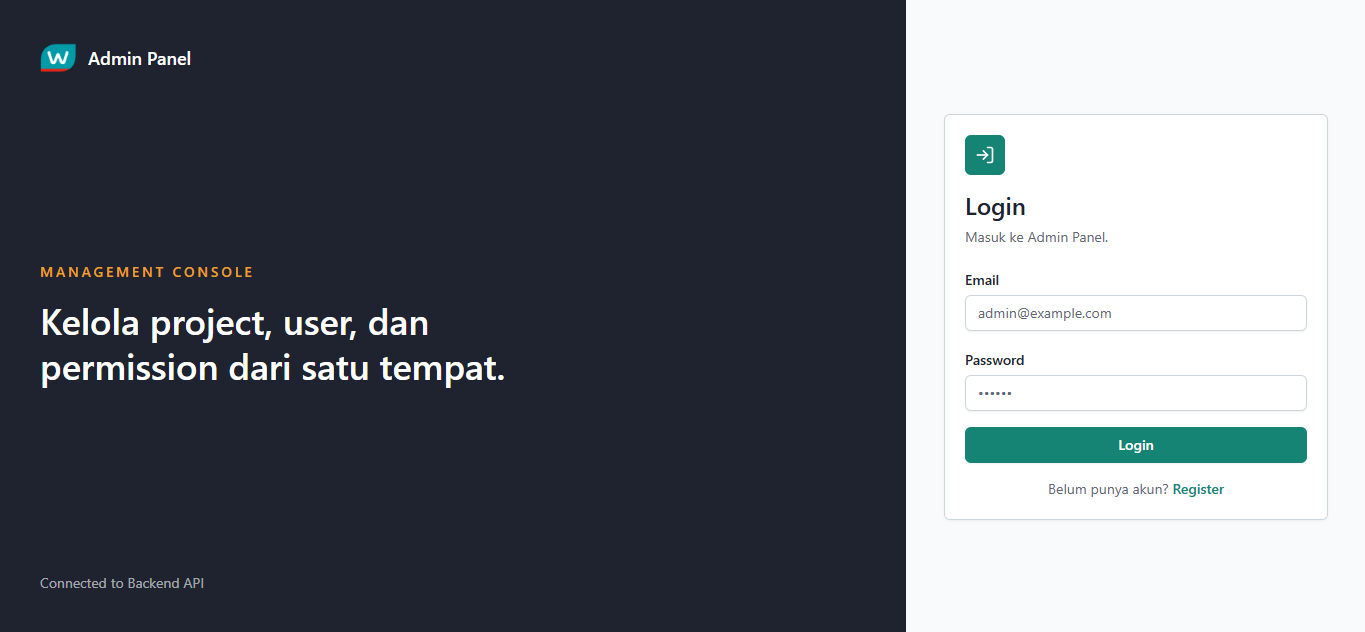 W
Admin Panel
MANAGEMENT CONSOLE
Kelola project, user, dan
permission dari satu tempat.
Connected to Backend API
Login
Masuk ke Admin Panel.
Email
admin@example.com
Password
••••••
Login
Belum punya akun? Register